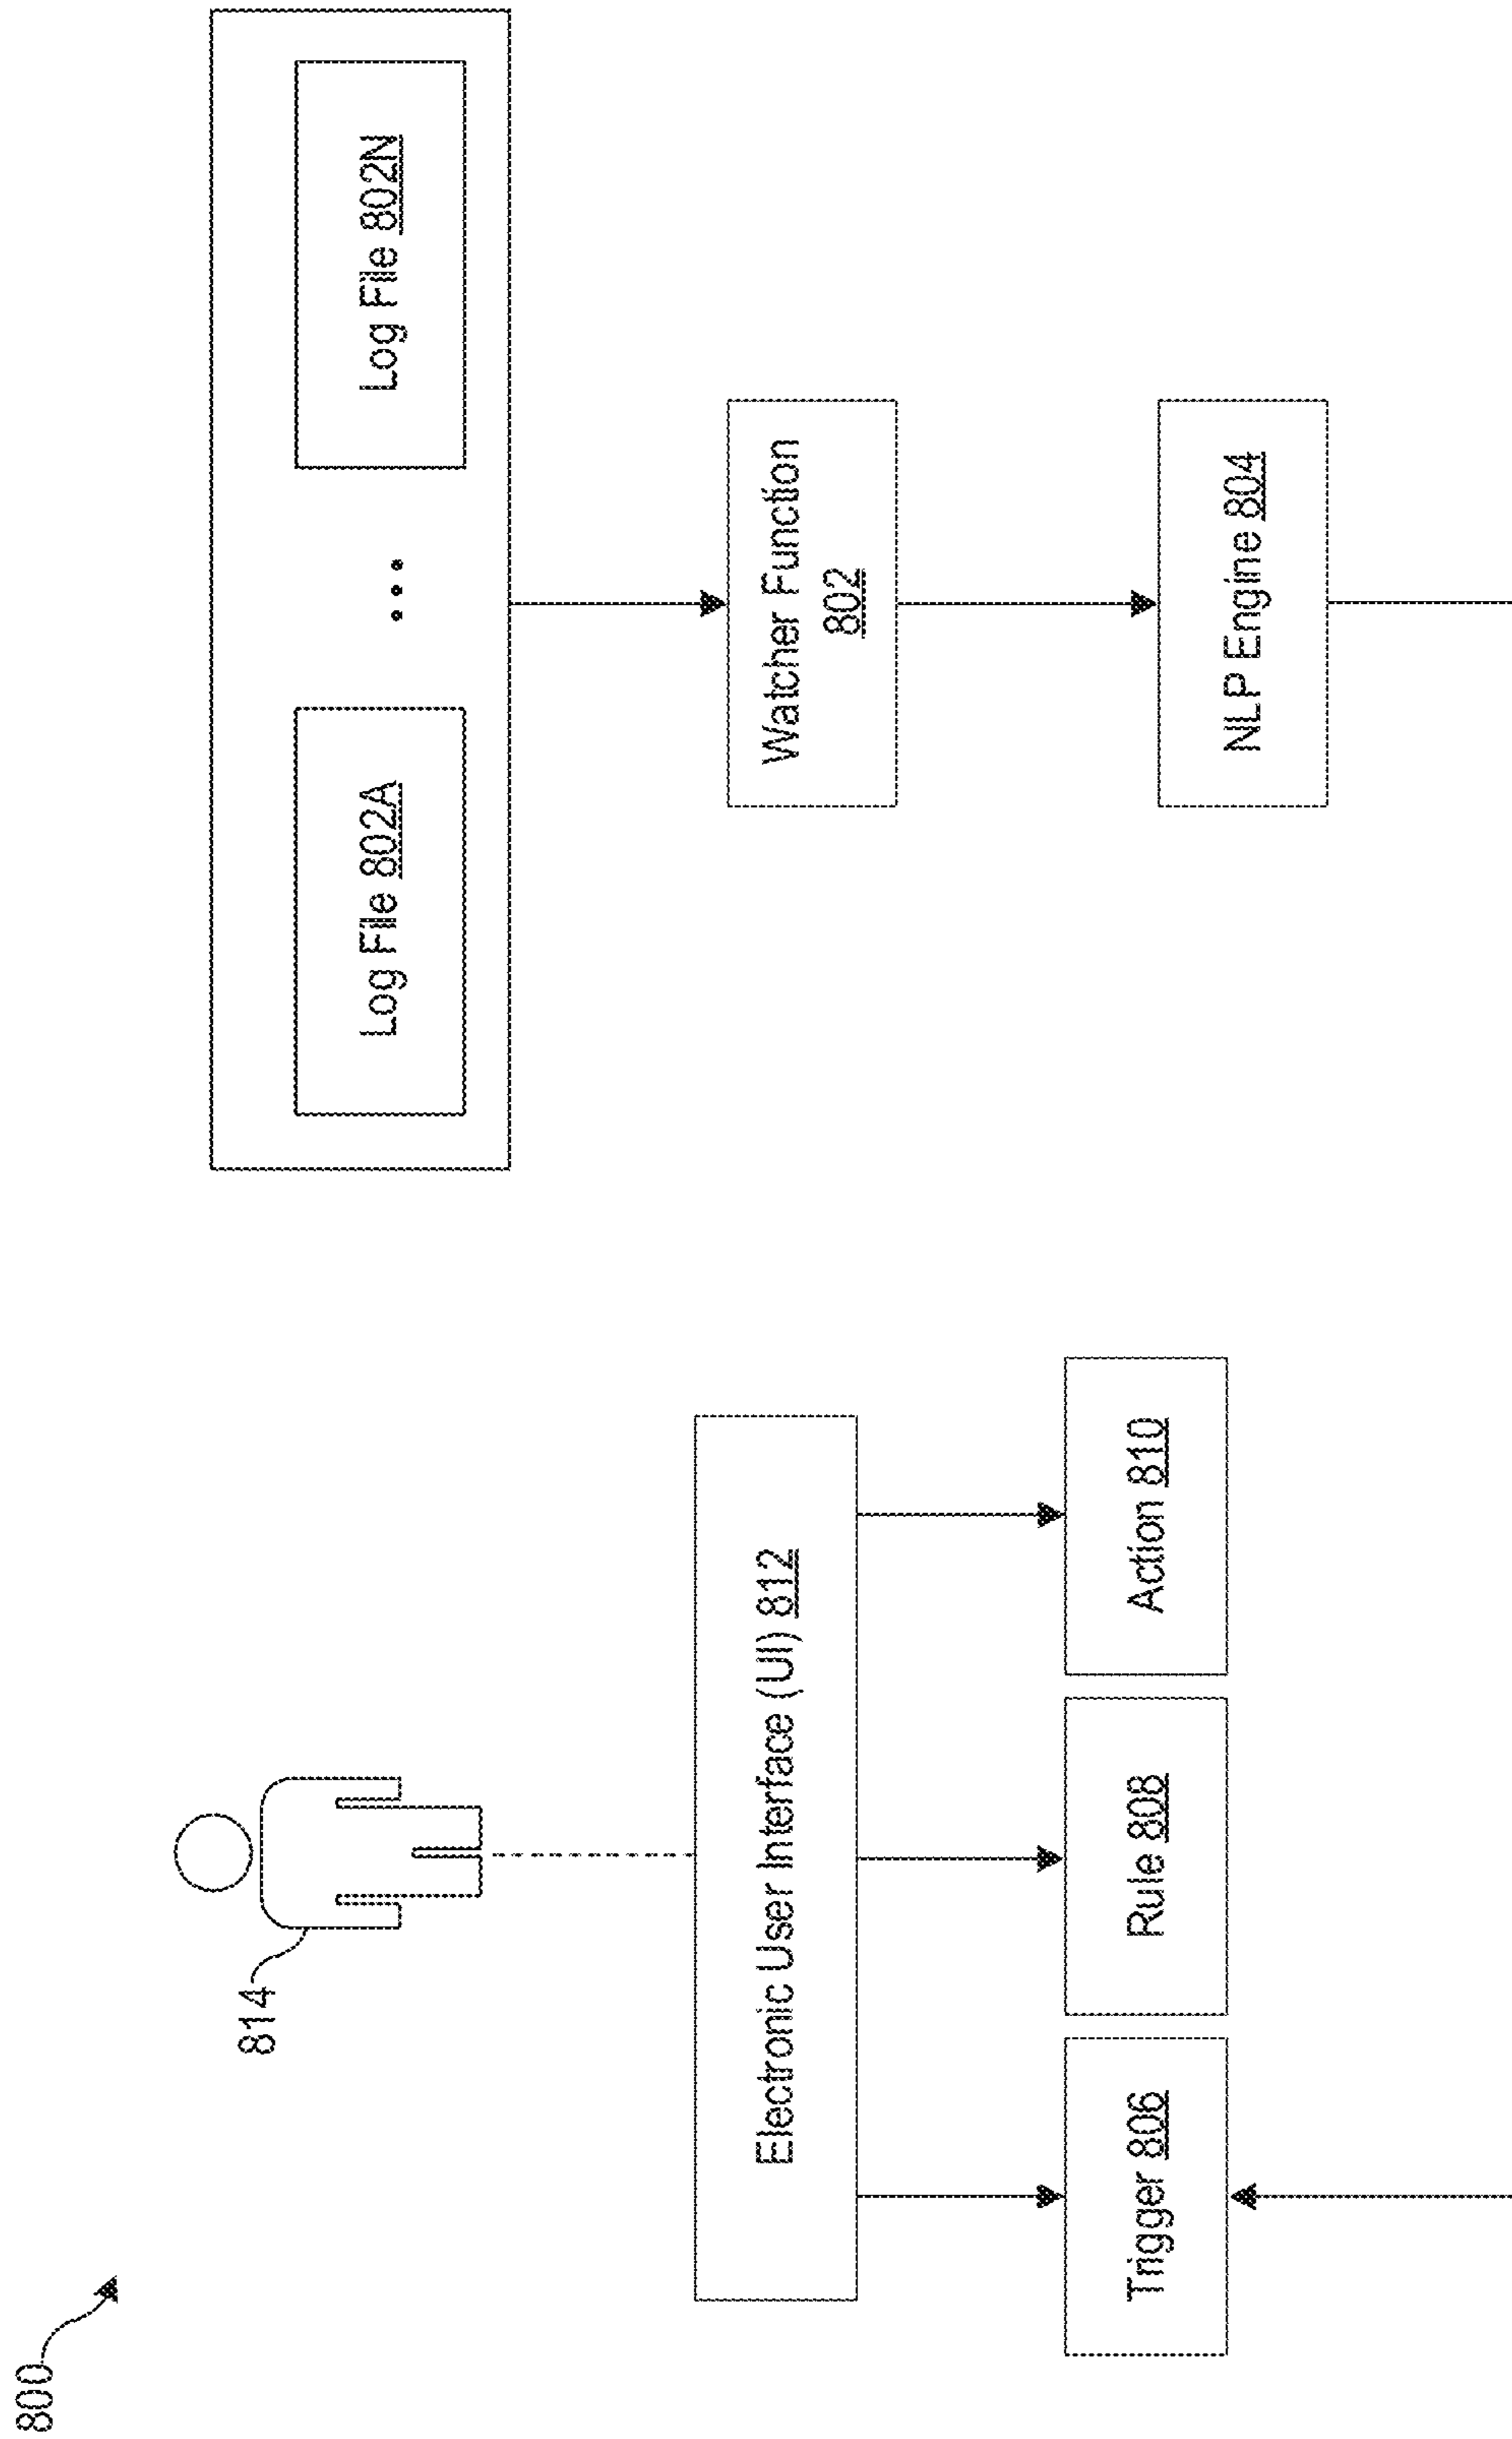 800
814
Electronic User Interface (UI) 812
Trigger 806
Rule 808
Action 810
Log File 802A
...
Log File 802N
Watcher Function
802
NLP Engine 804